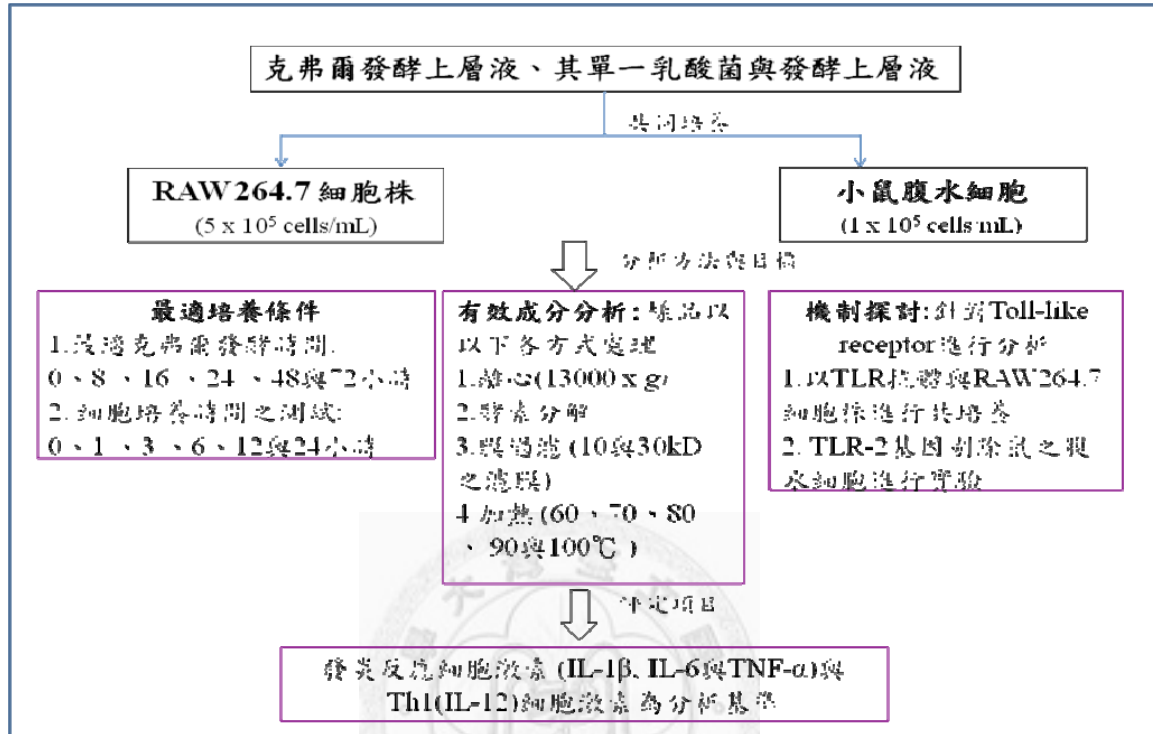 克弗爾發酵上層液、其單一乳酸菌與發酵上層液
共同培養
RAW264.7 細胞株
(5 x 10⁵ cells/mL)
小鼠腹水細胞
(1 x 10⁵ cells/mL)
分析方法與目標
最適培養條件
1.最適克弗爾發酵時間:
0、8、16、24、48與72小時
2.細胞培養時間之測試:
0、1、3、6、12與24小時
有效成分分析:樣品以
以下各方式處理
1.離心(13000 x g)
2.酵素分解
3.膜過濾(10與30kD
之濾膜)
4.加熱(60、70、80
、90與100℃)
機制探討:針對Toll-like
receptor進行分析
1.以TLR抗體與RAW264.7
細胞株進行共培養
2. TLR-2基因剔除鼠之腹
水細胞進行實驗
評定項目
發炎反應細胞激素(IL-1β、IL-6與TNF-α)與
Th1(IL-12)細胞激素為分析基準